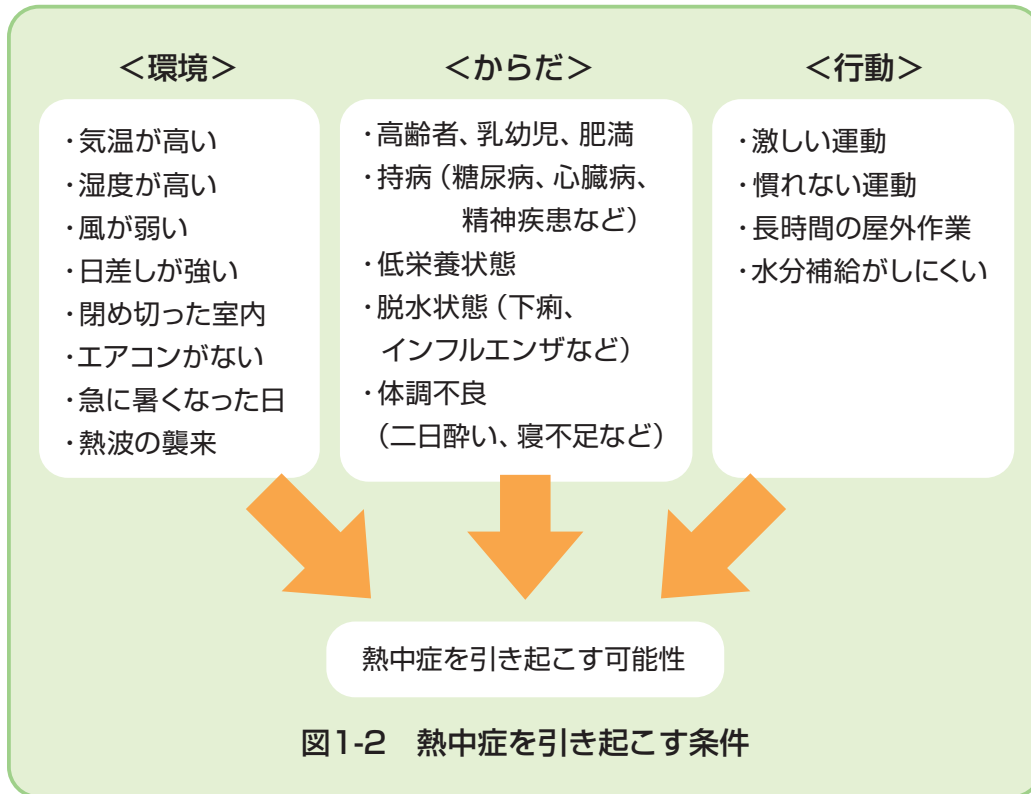 ＜環境＞
・気温が高い
・湿度が高い
・風が弱い
・日差しが強い
・閉め切った室内
・エアコンがない
・急に暑くなった日
・熱波の襲来
＜からだ＞
・高齢者、乳幼児、肥満
・持病（糖尿病、心臓病、
精神疾患など）
・低栄養状態
・脱水状態（下痢、
インフルエンザなど）
・体調不良
（二日酔い、寝不足など）
＜行動＞
・激しい運動
・慣れない運動
・長時間の屋外作業
・水分補給がしにくい
熱中症を引き起こす可能性
図1-2　熱中症を引き起こす条件